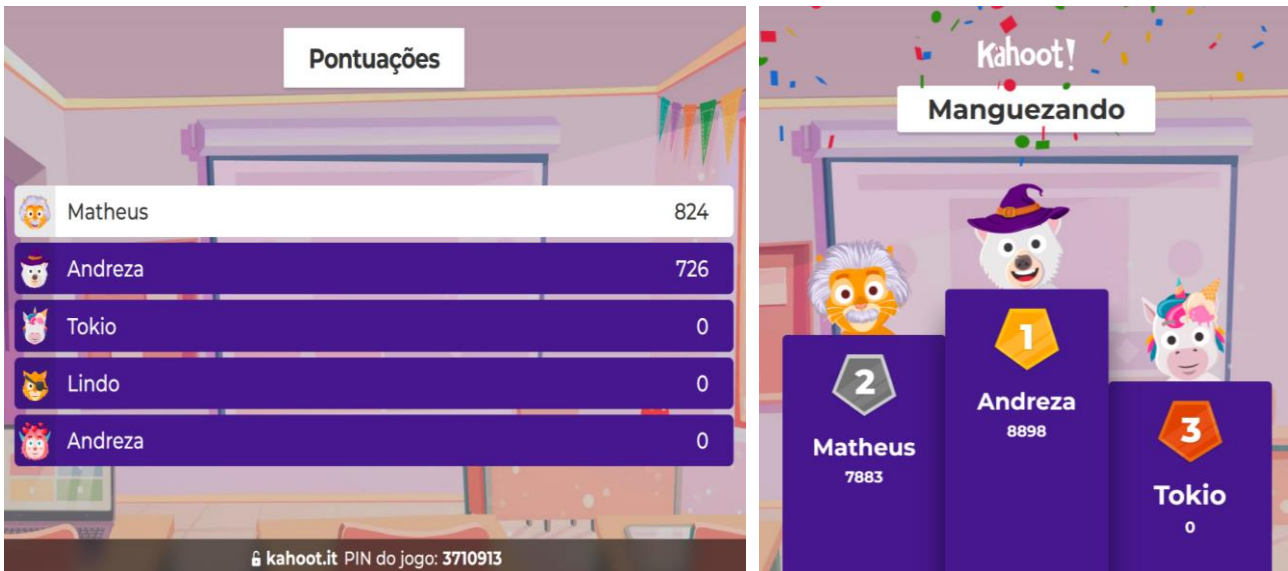 Pontuações
Matheus 824
Andreza 726
Tokio 0
Lindo 0
Andreza 0
kahoot.it PIN do jogo: 3710913
Kahoot!
Manguezando
1
Andreza
8898
2
Matheus
7883
3
Tokio
0